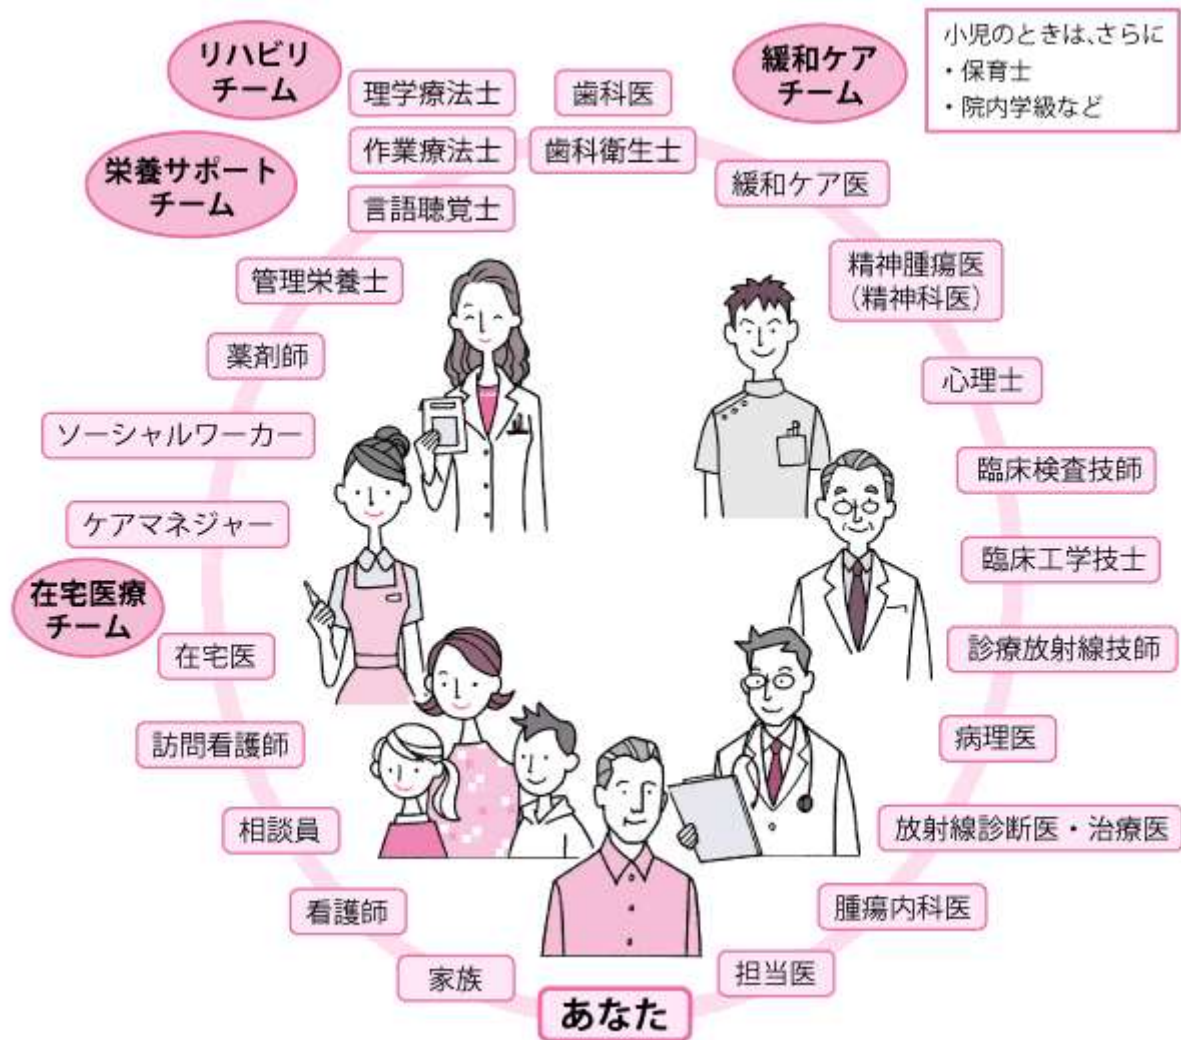 リハビリ
チーム
緩和ケア
チーム
小児のときは、さらに
・保育士
・院内学級など
理学療法士
歯科医
作業療法士
歯科衛生士
栄養サポート
チーム
緩和ケア医
言語聴覚士
管理栄養士
精神腫瘍医
（精神科医）
薬剤師
心理士
ソーシャルワーカー
臨床検査技師
ケアマネジャー
臨床工学技士
在宅医療
チーム
在宅医
診療放射線技師
訪問看護師
病理医
相談員
放射線診断医・治療医
看護師
腫瘍内科医
家族
担当医
あなた